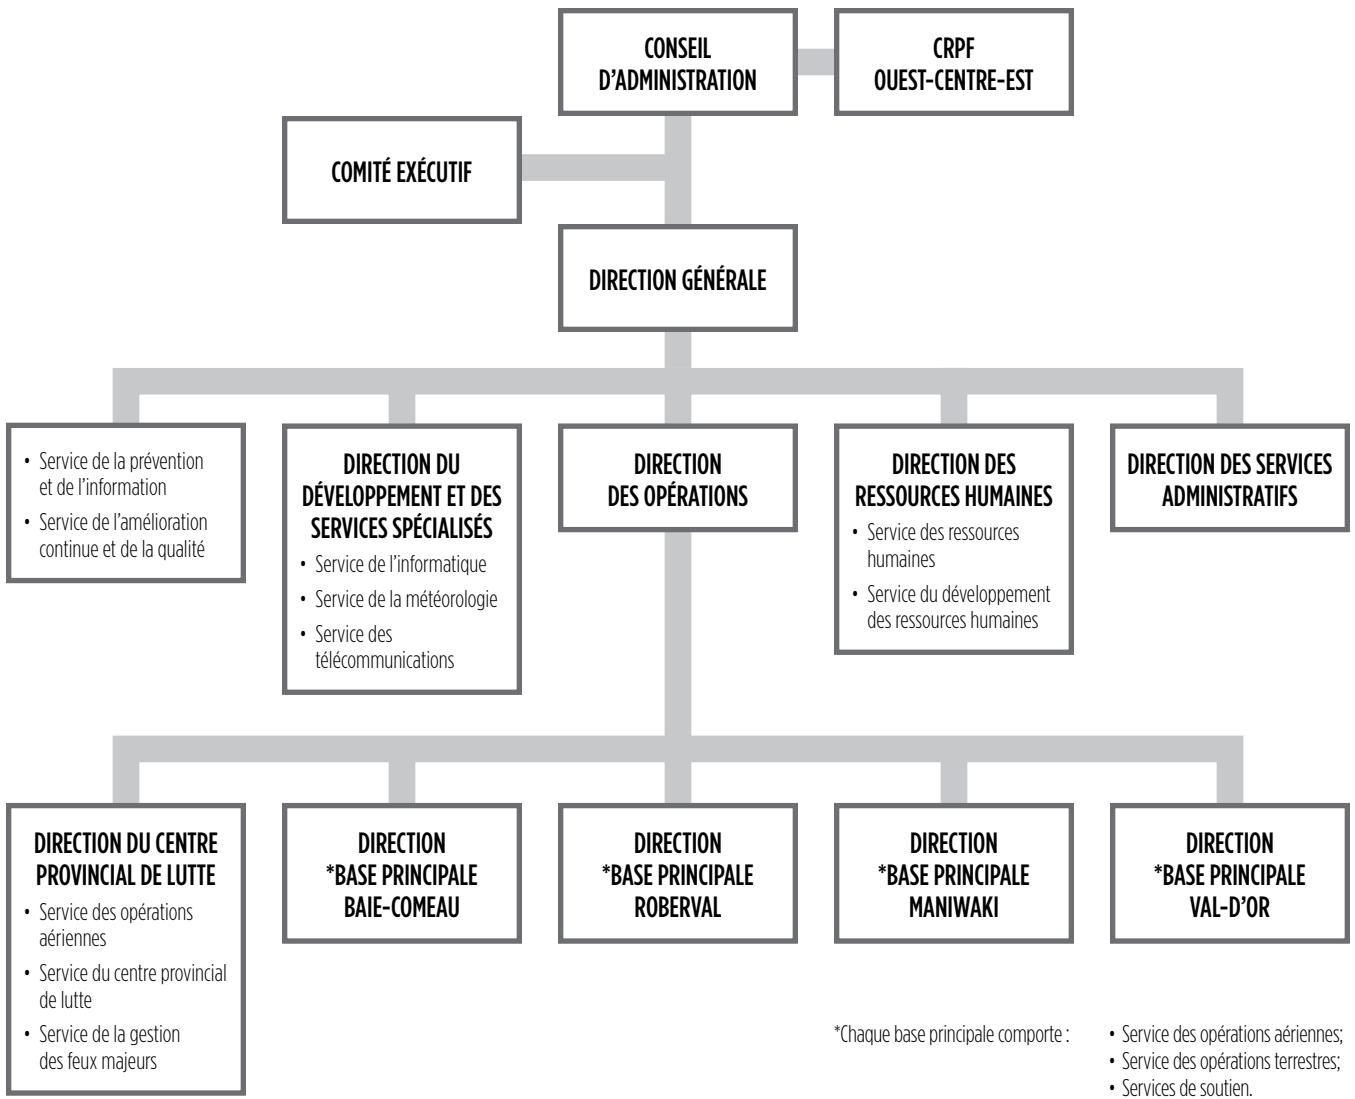 CONSEIL
D'ADMINISTRATION
CRPF
OUEST-CENTRE-EST
COMITÉ EXÉCUTIF
DIRECTION GÉNÉRALE
• Service de la prévention
et de l'information
• Service de l'amélioration
continue et de la qualité
DIRECTION DU
DÉVELOPPEMENT ET DES
SERVICES SPÉCIALISÉS
• Service de l'informatique
• Service de la météorologie
• Service des
télécommunications
DIRECTION
DES OPÉRATIONS
DIRECTION DES
RESSOURCES HUMAINES
• Service des ressources
humaines
• Service du développement
des ressources humaines
DIRECTION DES SERVICES
ADMINISTRATIFS
DIRECTION DU CENTRE
PROVINCIAL DE LUTTE
• Service des opérations
aériennes
• Service du centre provincial
de lutte
• Service de la gestion
des feux majeurs
DIRECTION
*BASE PRINCIPALE
BAIE-COMEAU
DIRECTION
*BASE PRINCIPALE
ROBERVAL
DIRECTION
*BASE PRINCIPALE
MANIWAKI
DIRECTION
*BASE PRINCIPALE
VAL-D'OR
*Chaque base principale comporte :
• Service des opérations aériennes;
• Service des opérations terrestres;
• Services de soutien.